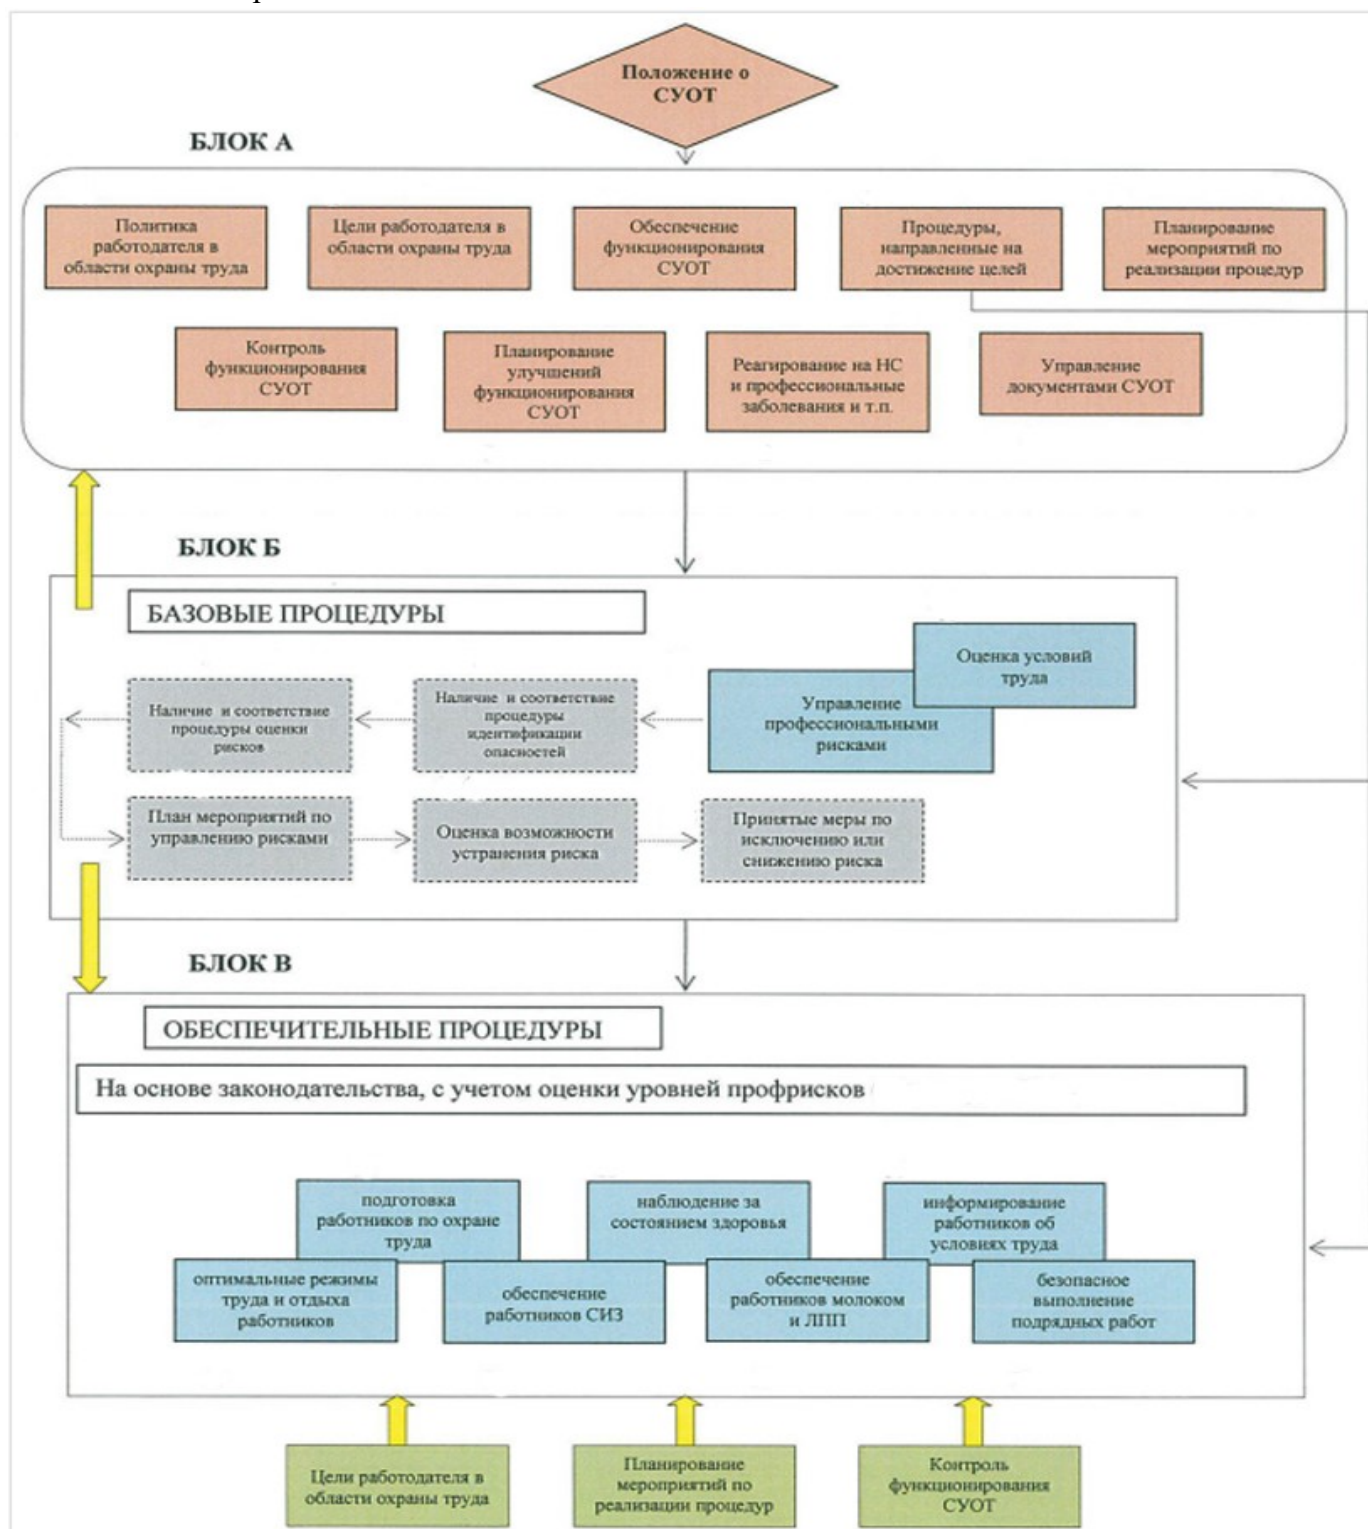 Положение о
СУОТ
БЛОК А
Политика
работодателя в
области охраны труда
Цели работодателя в
области охраны труда
Обеспечение
функционирования
СУОТ
Процедуры,
направленные на
достижение целей
Планирование
мероприятий по
реализации процедур
Контроль
функционирования
СУОТ
Планирование
улучшений
функционирования
СУОТ
Реагирование на НС
и профессиональные
заболевания и т.п.
Управление
документами СУОТ
БЛОК Б
БАЗОВЫЕ ПРОЦЕДУРЫ
Оценка условий
труда
Управление
профессиональными
рисками
Наличие и соответствие
процедуры
идентификации
опасностей
Наличие и соответствие
процедуры оценки
рисков
План мероприятий по
управлению рисками
Оценка возможности
устранения риска
Принятые меры по
исключению или
снижению риска
БЛОК В
ОБЕСПЕЧИТЕЛЬНЫЕ ПРОЦЕДУРЫ
На основе законодательства, с учетом оценки уровней профрисков
подготовка
работников по охране
труда
наблюдение за
состоянием здоровья
информирование
работников об
условиях труда
оптимальные режимы
труда и отдыха
работников
обеспечение
работников СИЗ
обеспечение
работников молоком
и ЛПП
безопасное
выполнение
подрядных работ
Цели работодателя в
области охраны труда
Планирование
мероприятий по
реализации процедур
Контроль
функционирования
СУОТ